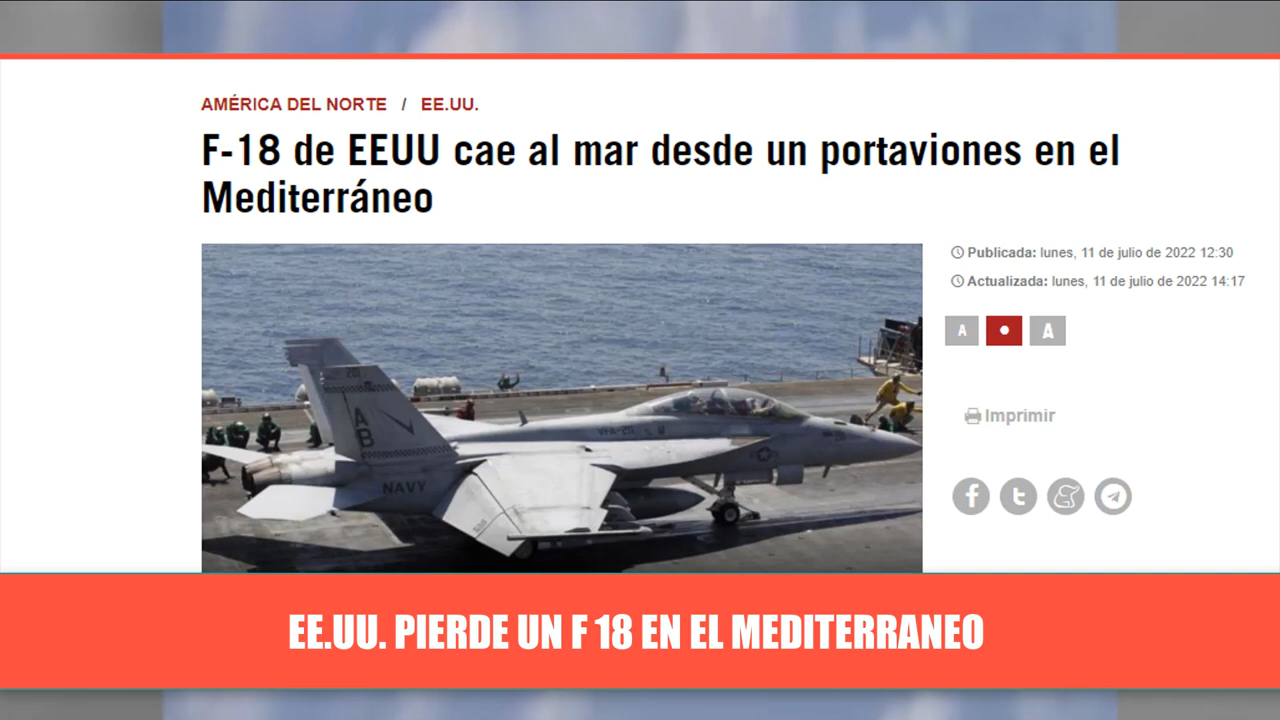 AMÉRICA DEL NORTE / EE.UU.
F-18 de EEUU cae al mar desde un portaviones en el
Mediterráneo
Publicada: lunes, 11 de julio de 2022 12:30
Actualizada: lunes, 11 de julio de 2022 14:17
A A
Imprimir
AB
NAVY
EE.UU. PIERDE UN F 18 EN EL MEDITERRANEO